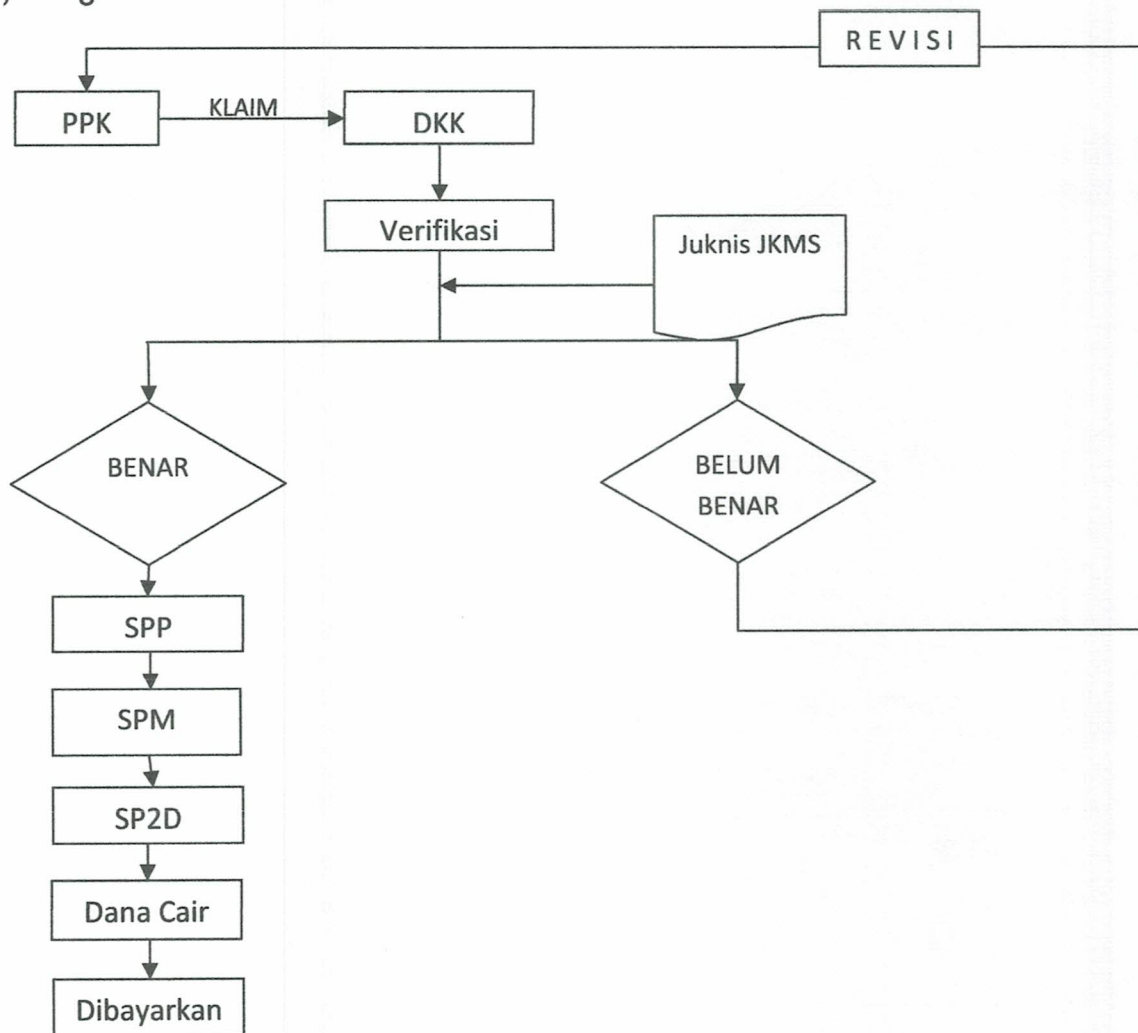 REVISI
PPK
KLAIM
DKK
Verifikasi
Juknis JKMS
BENAR
BELUM
BENAR
SPP
SPM
SP2D
Dana Cair
Dibayarkan